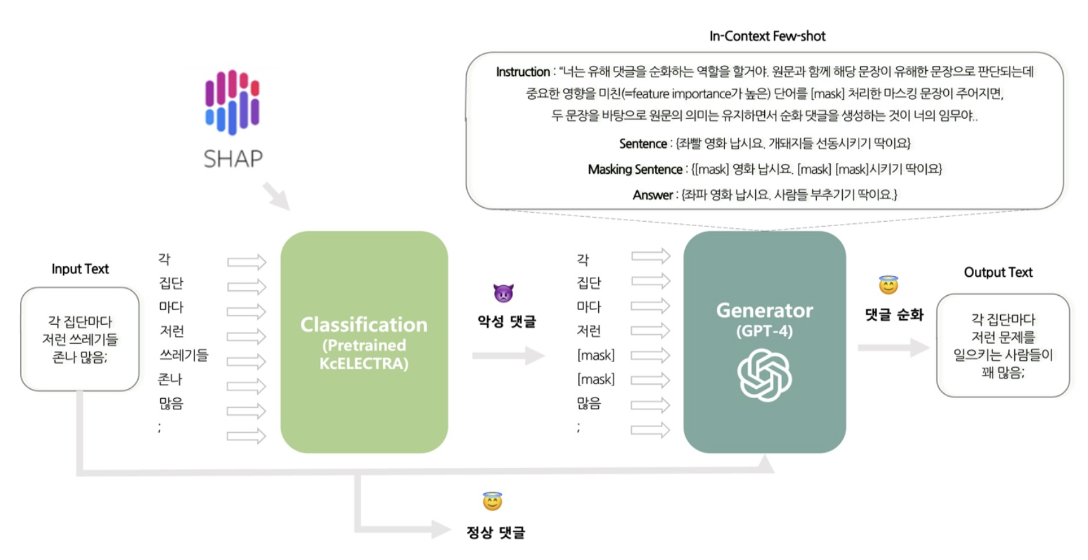 In-Context Few-shot
Instruction : “너는 유해 댓글을 순화하는 역할을 할거야. 원문과 함께 해당 문장이 유해한 문장으로 판단되는데
중요한 영향을 미친(=feature importance가 높은) 단어를 [mask] 처리한 마스킹 문장이 주어지면,
두 문장을 바탕으로 원문의 의미는 유지하면서 순화 댓글을 생성하는 것이 너의 임무야..
Sentence : {좌빨 영화 납시요. 개돼지들 선동시키기 딱이요}
Masking Sentence : {[mask] 영화 납시요. [mask] [mask]시키기 딱이요}
Answer : {좌파 영화 납시요. 사람들 부추기기 딱이요.}
SHAP
Input Text
각 집단마다
저런 쓰레기들
존나 많음;
각
집단
마다
저런
쓰레기들
존나
많음
;
Classification
(Pretrained
KcELECTRA)
악성 댓글
각
집단
마다
저런
[mask]
[mask]
많음
;
Generator
(GPT-4)
댓글 순화
Output Text
각 집단마다
저런 문제를
일으키는 사람들이
꽤 많음;
정상 댓글